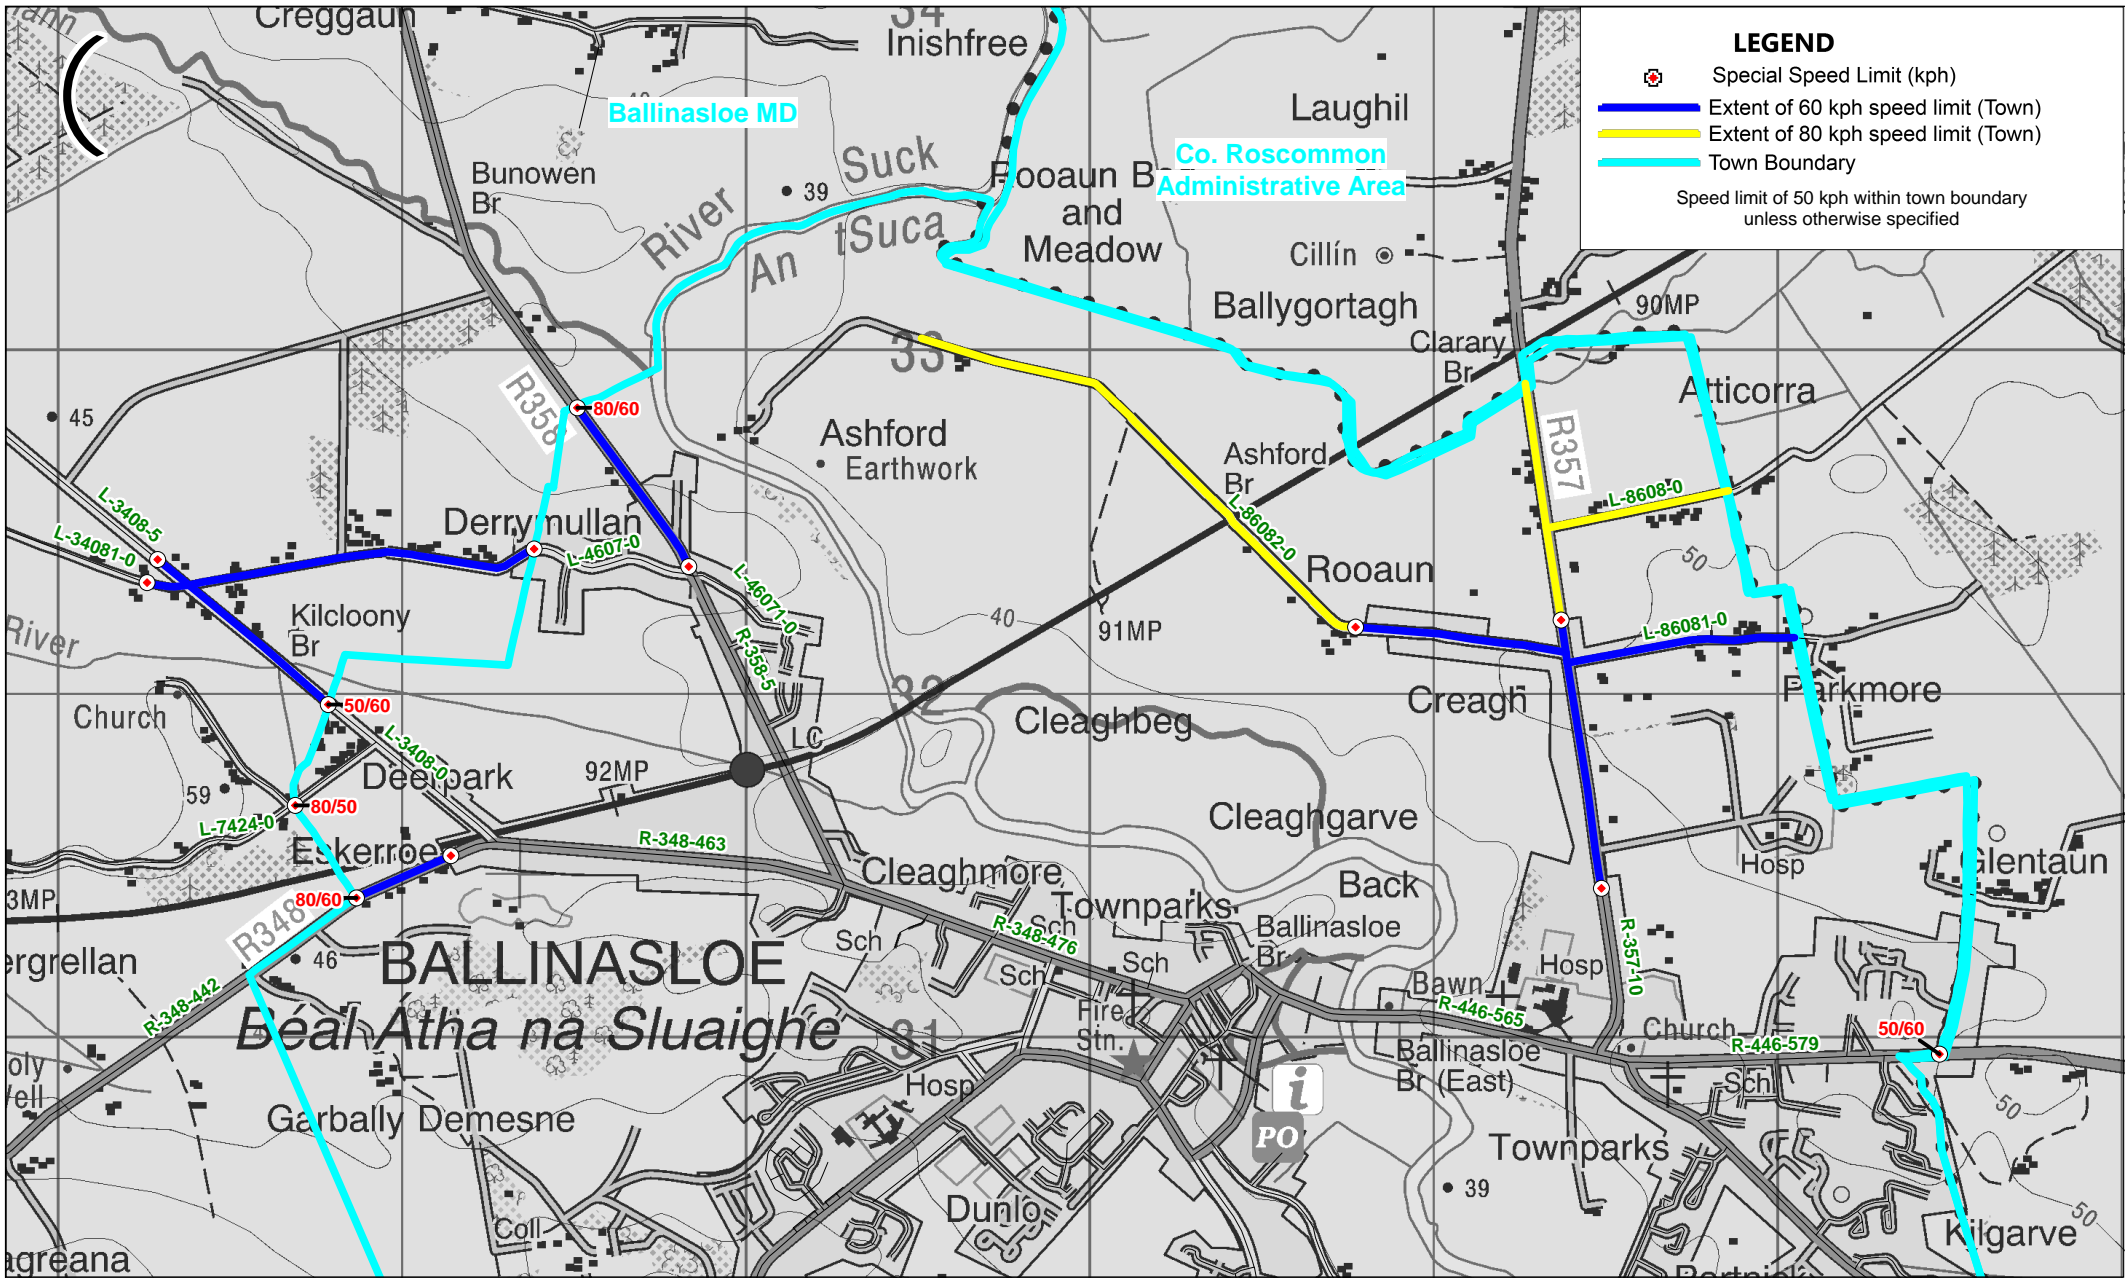 Creggaun
34
Inishfree
LEGEND
Special Speed Limit (kph)
Extent of 60 kph speed limit (Town)
Extent of 80 kph speed limit (Town)
Town Boundary
Speed limit of 50 kph within town boundary
unless otherwise specified
Ballinasloe MD
Laughil
Co. Roscommon
Administrative Area
Bunowen
Br
39
River Suck
An tSuca
Rooaun
and
Meadow
Cillín
Ballygortagh
90MP
Clarary
Br
33
R358
80/60
45
Ashford
Earthwork
Atticorra
R357
Ashford
Br
L-8608-0
L-3408-5
L-34081-0
Derrymullan
L-4607-0
L-86082-0
50
Rooaun
L-46071-0
40
91MP
Kilcloony
Br
River
L-86081-0
R-358-5
32
Church
50/60
Cleaghbeg
Creagh
Parkmore
L-3408-0
LC
Deerpark
92MP
59
80/50
L-7424-0
R-348-463
Cleaghgarve
Eskerroe
Cleaghmore
Hosp
Glentaun
3MP
80/60
R348
Townparks
Back
Sch
Sch
R-348-476
Ballinasloe
Br
R-357-10
ergrellan
46
BALLINASLOE
Sch
Sch
Bawn
Hosp
R-348-442
Béal Átha na Sluaighe
31
Fire
Stn.
R-446-565
Church
50/60
R-446-579
oly
ell
Hosp
i
Ballinasloe
Br (East)
Sch
50
Garbally Demesne
PO
Townparks
39
Coll
Dunlo
50
Kilgarve
agreana